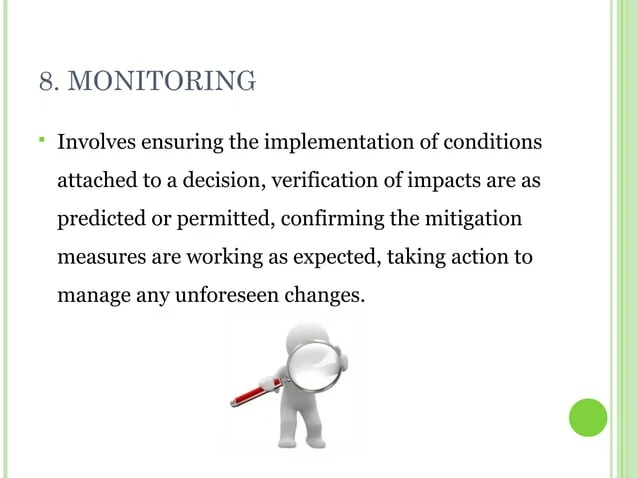 8. MONITORING
Involves ensuring the implementation of conditions
attached to a decision, verification of impacts are as
predicted or permitted, confirming the mitigation
measures are working as expected, taking action to
manage any unforeseen changes.